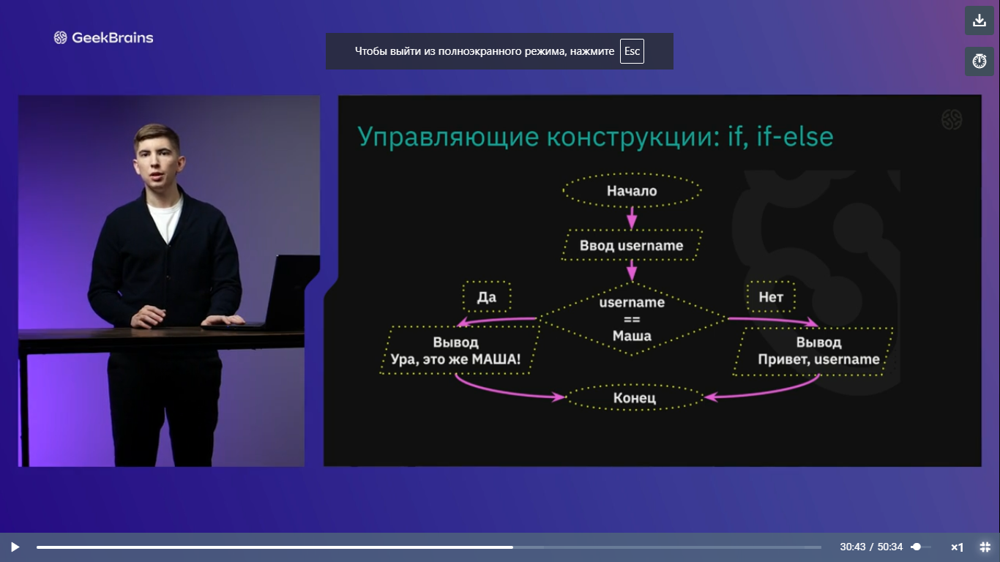 GeekBrains
Чтобы выйти из полноэкранного режима, нажмите Esc
Управляющие конструкции: if, if-else
Начало
Ввод username
Да
username
==
Маша
Нет
Вывод
Ура, это же МАША!
Вывод
Привет, username
Конец
30:43 / 50:34
×1